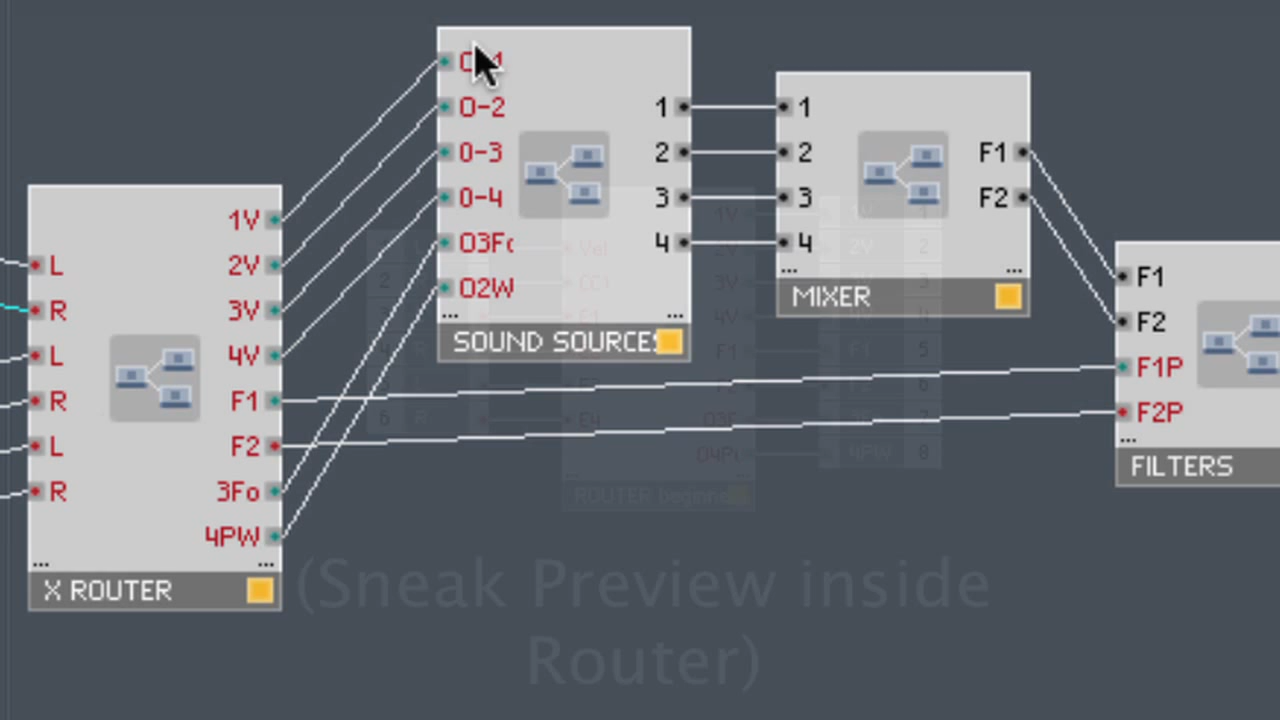 1V
L
2V
R
3V
L
4V
R
F1
L
F2
R
3Fo
4PW
X ROUTER
O-2
O-3
O-4
O2W
1
2
3
4
SOUND SOURCES
1
2
3
4
F1
F2
MIXER
F1
F2
F1P
F2P
FILTERS
(Sneak Preview inside
Router)